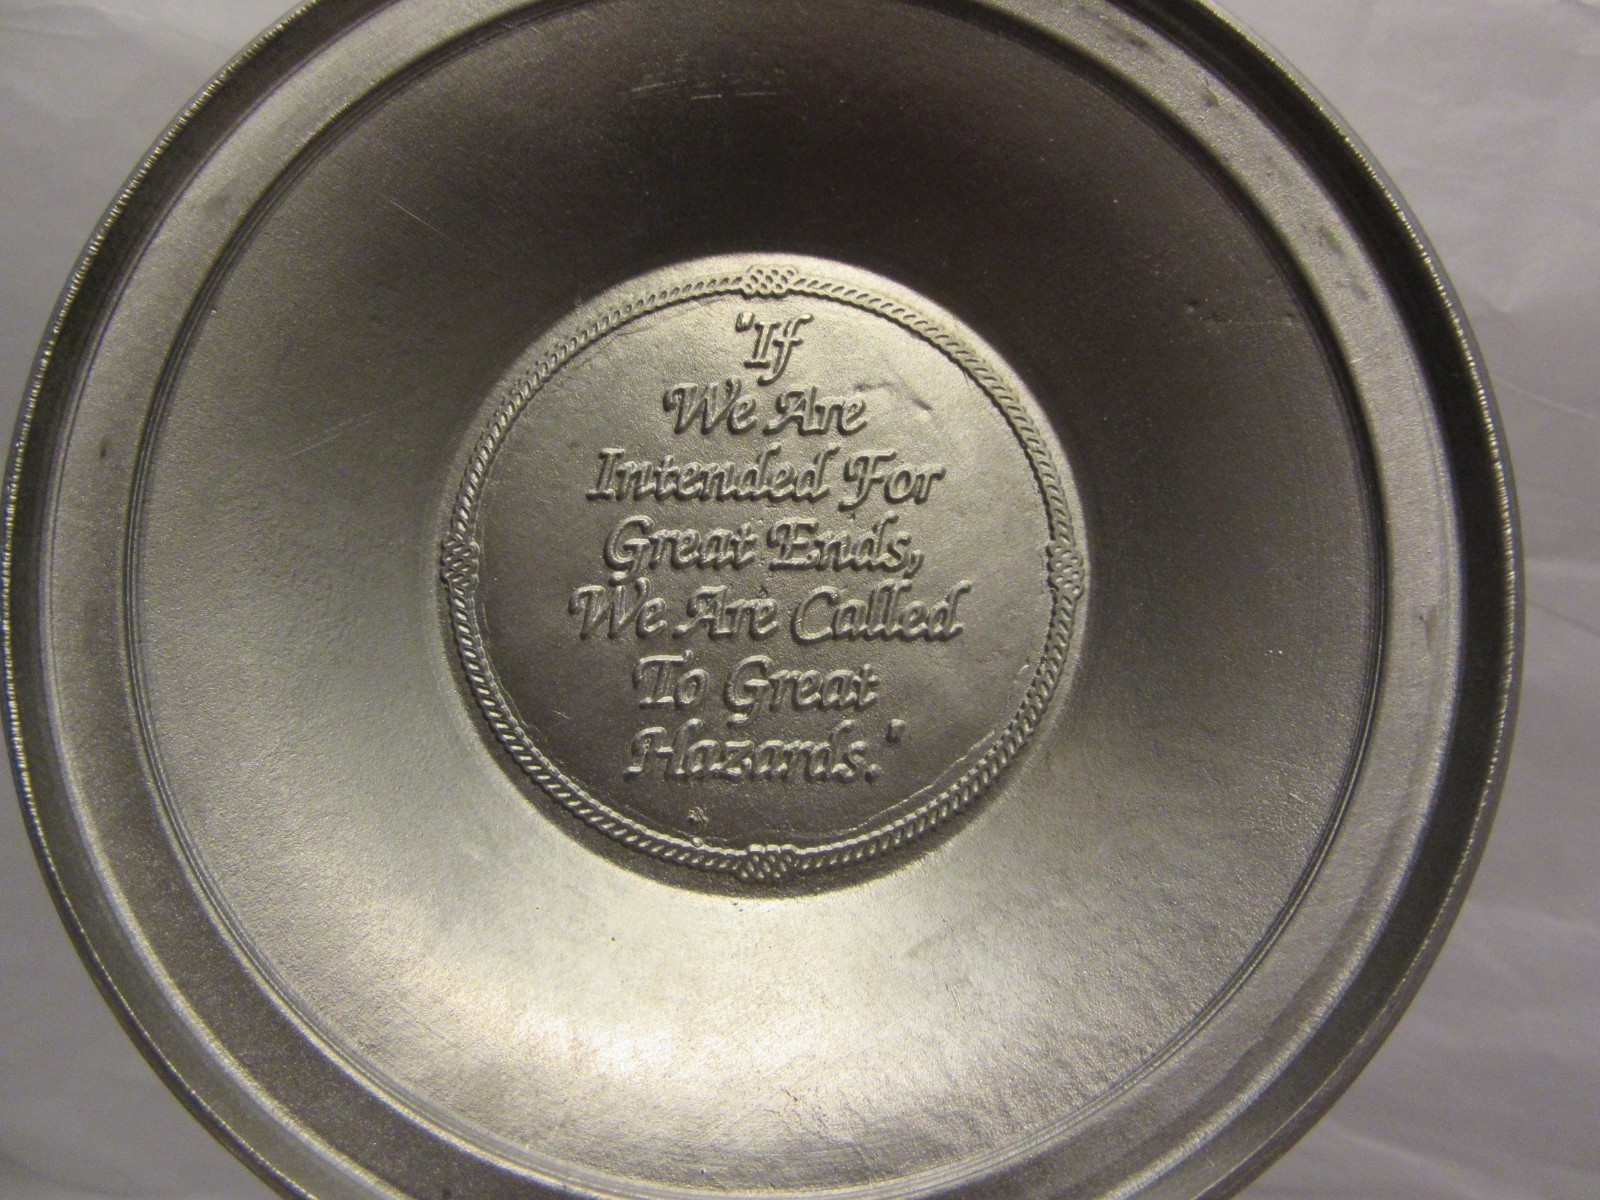 "If
We Are
Intended For
Great Ends,
We Are Called
To Great
Hazards."